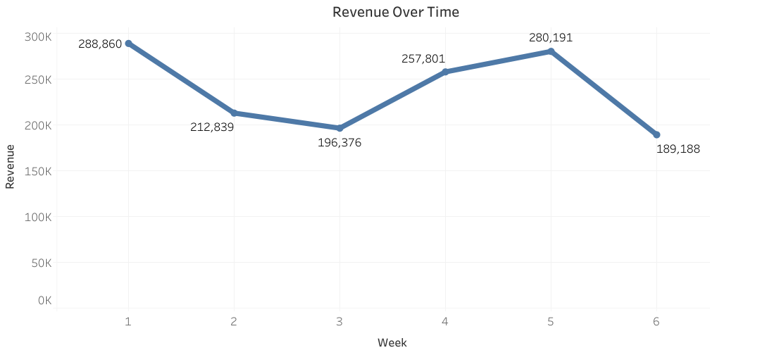 Revenue Over Time
300K
250K
200K
150K
100K
50K
0K
Revenue
288,860
212,839
196,376
257,801
280,191
189,188
1 2 3 4 5 6
Week